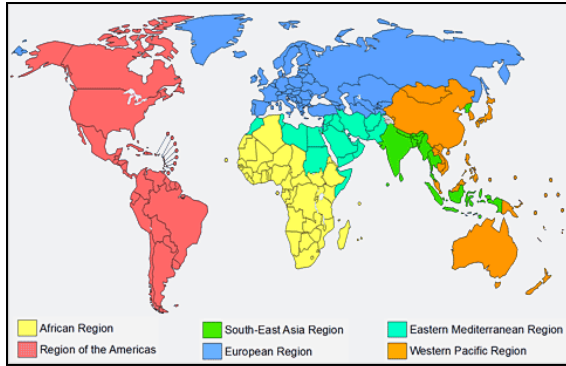 African Region
South-East Asia Region
Eastern Mediterranean Region
Region of the Americas
European Region
Western Pacific Region